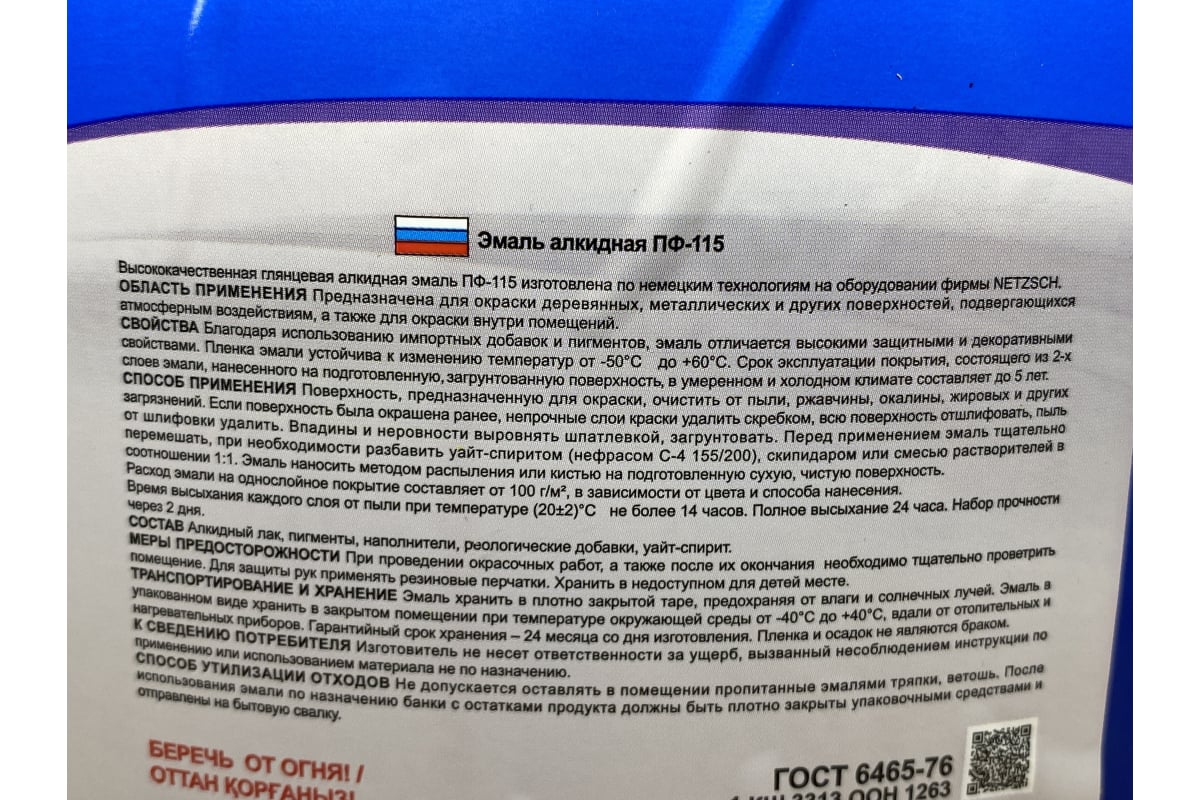 Эмаль алкидная ПФ-115
Высококачественная глянцевая алкидная эмаль ПФ-115 изготовлена по немецким технологиям на оборудовании фирмы NETZSCH.
ОБЛАСТЬ ПРИМЕНЕНИЯ Предназначена для окраски деревянных, металлических и других поверхностей, подвергающихся
атмосферным воздействиям, а также для окраски внутри помещений.
СВОЙСТВА Благодаря использованию импортных добавок и пигментов, эмаль отличается высокими защитными и декоративными
свойствами. Пленка эмали устойчива к изменению температур от -50°С до +60°С. Срок эксплуатации покрытия, состоящего из 2-х
слоев эмали, нанесенного на подготовленную, загрунтованную поверхность, в умеренном и холодном климате составляет до 5 лет.
СПОСОБ ПРИМЕНЕНИЯ Поверхность, предназначенную для окраски, очистить от пыли, ржавчины, окалины, жировых и других
загрязнений. Если поверхность была окрашена ранее, непрочные слои краски удалить скребком, всю поверхность отшлифовать, пыль
от шлифовки удалить. Впадины и неровности выровнять шпатлевкой, загрунтовать. Перед применением эмаль тщательно
перемешать, при необходимости разбавить уайт-спиритом (нефрасом С-4 155/200), скипидаром или смесью растворителей в
соотношении 1:1. Эмаль наносить методом распыления или кистью на подготовленную сухую, чистую поверхность.
Расход эмали на однослойное покрытие составляет от 100 г/м², в зависимости от цвета и способа нанесения.
Время высыхания каждого слоя от пыли при температуре (20±2)°С не более 14 часов. Полное высыхание 24 часа. Набор прочности
через 2 дня.
СОСТАВ Алкидный лак, пигменты, наполнители, реологические добавки, уайт-спирит.
МЕРЫ ПРЕДОСТОРОЖНОСТИ При проведении окрасочных работ, а также после их окончания необходимо тщательно проветрить
помещение. Для защиты рук применять резиновые перчатки. Хранить в недоступном для детей месте.
ТРАНСПОРТИРОВАНИЕ И ХРАНЕНИЕ Эмаль хранить в плотно закрытой таре, предохраняя от влаги и солнечных лучей. Эмаль в
упакованном виде хранить в закрытом помещении при температуре окружающей среды от -40°С до +40°С, вдали от отопительных и
нагревательных приборов. Гарантийный срок хранения – 24 месяца со дня изготовления. Пленка и осадок не являются браком.
К СВЕДЕНИЮ ПОТРЕБИТЕЛЯ Изготовитель не несет ответственности за ущерб, вызванный несоблюдением инструкции по
применению или использованием материала не по назначению.
СПОСОБ УТИЛИЗАЦИИ ОТХОДОВ Не допускается оставлять в помещении пропитанные эмалями тряпки, ветошь. После
использования эмали по назначению банки с остатками продукта должны быть плотно закрыты упаковочными средствами и
отправлены на бытовую свалку.
БЕРЕЧЬ ОТ ОГНЯ! /
ОТТАН ҚОРҒАҢЫЗ!
ГОСТ 6465-76
ООН 1263